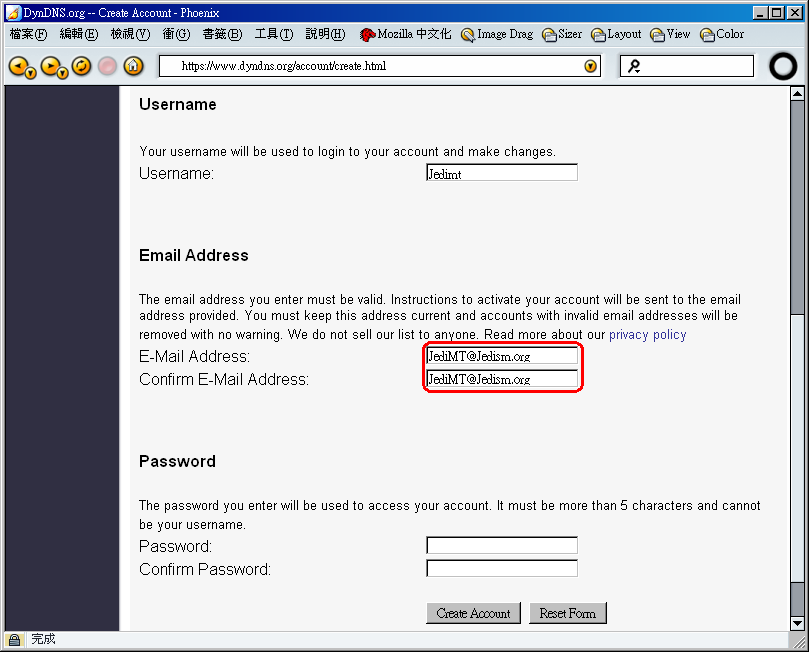 DynDNS.org -- Create Account - Phoenix
檔案(F) 編輯(E) 檢視(V) 衝(G) 書籤(B) 工具(T) 說明(H) Mozilla 中文化 Image Drag Sizer Layout View Color
https://www.dyndns.org/account/create.html
Username
Your username will be used to login to your account and make changes.
Username: Jedimt
Email Address
The email address you enter must be valid. Instructions to activate your account will be sent to the email
address provided. You must keep this address current and accounts with invalid email addresses will be
removed with no warning. We do not sell our list to anyone. Read more about our privacy policy
E-Mail Address: JediMT@Jedism.org
Confirm E-Mail Address: JediMT@Jedism.org
Password
The password you enter will be used to access your account. It must be more than 5 characters and cannot
be your username.
Password:
Confirm Password:
Create Account Reset Form
完成